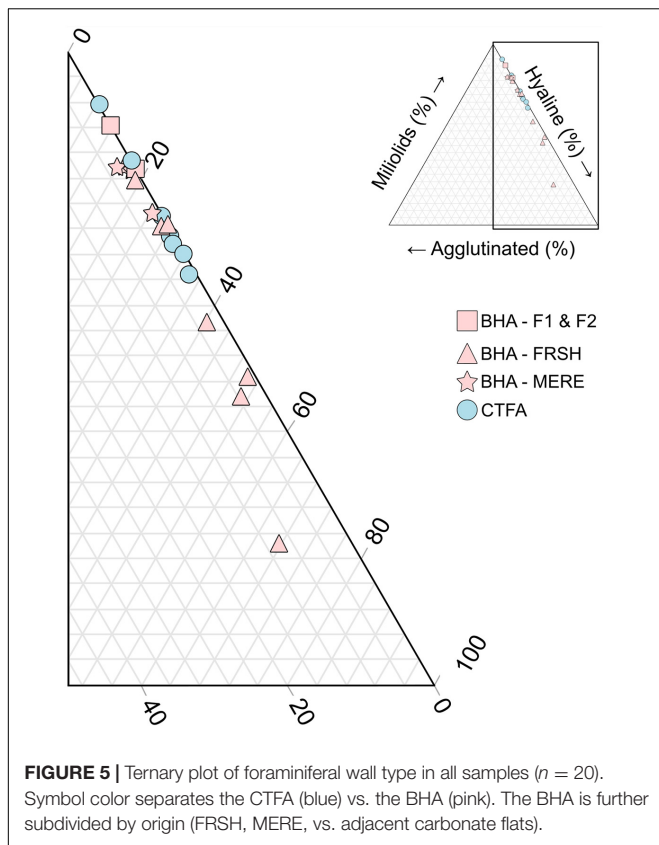 0
20
40
60
80
100
40
20
0
Miliolids (%) →
Hyaline (%) →
← Agglutinated (%)
BHA - F1 & F2
BHA - FRSH
BHA - MERE
CTFA
FIGURE 5 | Ternary plot of foraminiferal wall type in all samples (n = 20).
Symbol color separates the CTFA (blue) vs. the BHA (pink). The BHA is further
subdivided by origin (FRSH, MERE, vs. adjacent carbonate flats).